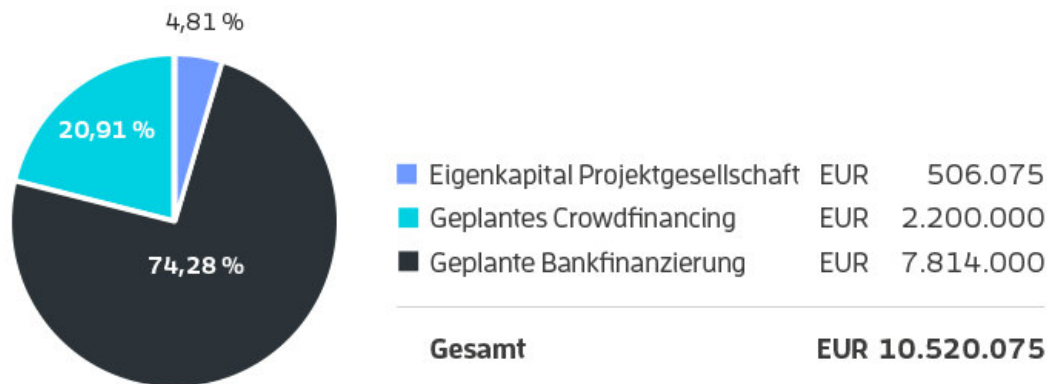 4,81 %
20,91 %
74,28 %
Eigenkapital Projektgesellschaft EUR 506.075
Geplantes Crowdfinancing EUR 2.200.000
Geplante Bankfinanzierung EUR 7.814.000
Gesamt EUR 10.520.075